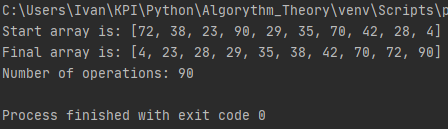 C:\Users\Ivan\KPI\Python\Algorythm_Theory\venv\Scripts\p
Start array is: [72, 38, 23, 90, 29, 35, 70, 42, 28, 4]
Final array is: [4, 23, 28, 29, 35, 38, 42, 70, 72, 90]
Number of operations: 90
Process finished with exit code 0